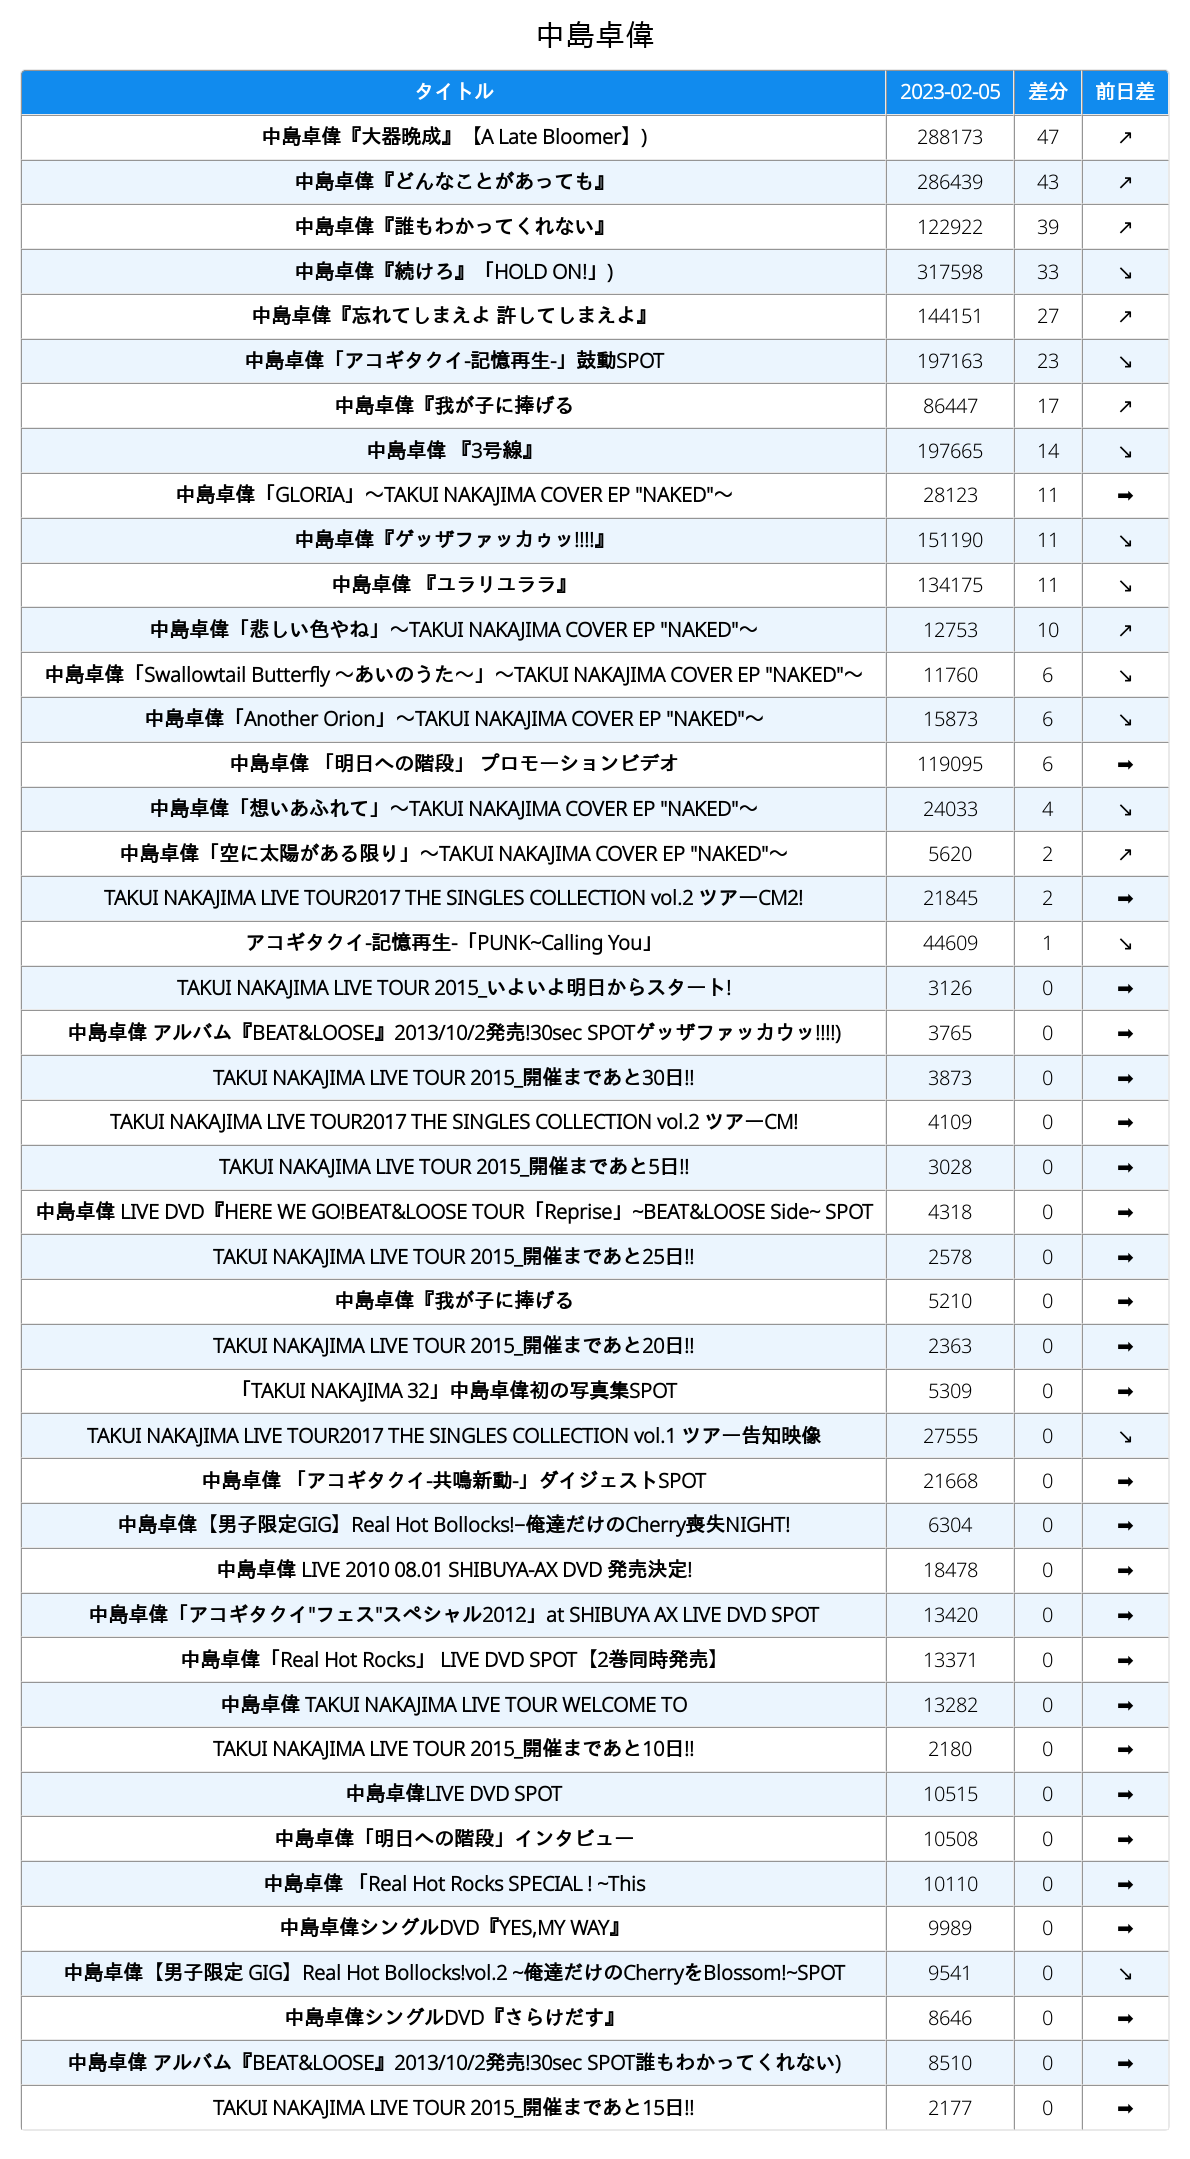 中島卓偉
タイトル 2023-02-05 差分 前日差
中島卓偉『大器晩成』【A Late Bloomer】) 288173 47 ↗
中島卓偉『どんなことがあっても』 286439 43 ↗
中島卓偉『誰もわかってくれない』 122922 39 ↗
中島卓偉『続けろ』「HOLD ON!」) 317598 33 ↘
中島卓偉『忘れてしまえよ 許してしまえよ』 144151 27 ↗
中島卓偉「アコギタクイ-記憶再生-」鼓動SPOT 197163 23 ↘
中島卓偉『我が子に捧げる 86447 17 ↗
中島卓偉 『3号線』 197665 14 ↘
中島卓偉「GLORIA」～TAKUI NAKAJIMA COVER EP "NAKED"～ 28123 11 ➡
中島卓偉『ゲッザファッカゥッ!!!!』 151190 11 ↘
中島卓偉 『ユラリユララ』 134175 11 ↘
中島卓偉「悲しい色やね」～TAKUI NAKAJIMA COVER EP "NAKED"～ 12753 10 ↗
中島卓偉「Swallowtail Butterfly ～あいのうた～」～TAKUI NAKAJIMA COVER EP "NAKED"～ 11760 6 ↘
中島卓偉「Another Orion」～TAKUI NAKAJIMA COVER EP "NAKED"～ 15873 6 ↘
中島卓偉 「明日への階段」 プロモーションビデオ 119095 6 ➡
中島卓偉「想いあふれて」～TAKUI NAKAJIMA COVER EP "NAKED"～ 24033 4 ↘
中島卓偉「空に太陽がある限り」～TAKUI NAKAJIMA COVER EP "NAKED"～ 5620 2 ↗
TAKUI NAKAJIMA LIVE TOUR2017 THE SINGLES COLLECTION vol.2 ツアーCM2! 21845 2 ➡
アコギタクイ-記憶再生-「PUNK~Calling You」 44609 1 ↘
TAKUI NAKAJIMA LIVE TOUR 2015_いよいよ明日からスタート! 3126 0 ➡
中島卓偉 アルバム『BEAT&LOOSE』2013/10/2発売!30sec SPOTゲッザファッカウッ!!!!) 3765 0 ➡
TAKUI NAKAJIMA LIVE TOUR 2015_開催まであと30日!! 3873 0 ➡
TAKUI NAKAJIMA LIVE TOUR2017 THE SINGLES COLLECTION vol.2 ツアーCM! 4109 0 ➡
TAKUI NAKAJIMA LIVE TOUR 2015_開催まであと5日!! 3028 0 ➡
中島卓偉 LIVE DVD『HERE WE GO!BEAT&LOOSE TOUR「Reprise」~BEAT&LOOSE Side~ SPOT 4318 0 ➡
TAKUI NAKAJIMA LIVE TOUR 2015_開催まであと25日!! 2578 0 ➡
中島卓偉『我が子に捧げる 5210 0 ➡
TAKUI NAKAJIMA LIVE TOUR 2015_開催まであと20日!! 2363 0 ➡
「TAKUI NAKAJIMA 32」中島卓偉初の写真集SPOT 5309 0 ➡
TAKUI NAKAJIMA LIVE TOUR2017 THE SINGLES COLLECTION vol.1 ツアー告知映像 27555 0 ↘
中島卓偉 「アコギタクイ-共鳴新動-」ダイジェストSPOT 21668 0 ➡
中島卓偉【男子限定GIG】Real Hot Bollocks!−俺達だけのCherry喪失NIGHT! 6304 0 ➡
中島卓偉 LIVE 2010 08.01 SHIBUYA-AX DVD 発売決定! 18478 0 ➡
中島卓偉「アコギタクイ"フェス"スペシャル2012」at SHIBUYA AX LIVE DVD SPOT 13420 0 ➡
中島卓偉「Real Hot Rocks」 LIVE DVD SPOT【2巻同時発売】 13371 0 ➡
中島卓偉 TAKUI NAKAJIMA LIVE TOUR WELCOME TO 13282 0 ➡
TAKUI NAKAJIMA LIVE TOUR 2015_開催まであと10日!! 2180 0 ➡
中島卓偉LIVE DVD SPOT 10515 0 ➡
中島卓偉「明日への階段」インタビュー 10508 0 ➡
中島卓偉 「Real Hot Rocks SPECIAL ! ~This 10110 0 ➡
中島卓偉シングルDVD『YES,MY WAY』 9989 0 ➡
中島卓偉【男子限定 GIG】Real Hot Bollocks!vol.2 ~俺達だけのCherryをBlossom!~SPOT 9541 0 ↘
中島卓偉シングルDVD『さらけだす』 8646 0 ➡
中島卓偉 アルバム『BEAT&LOOSE』2013/10/2発売!30sec SPOT誰もわかってくれない) 8510 0 ➡
TAKUI NAKAJIMA LIVE TOUR 2015_開催まであと15日!! 2177 0 ➡